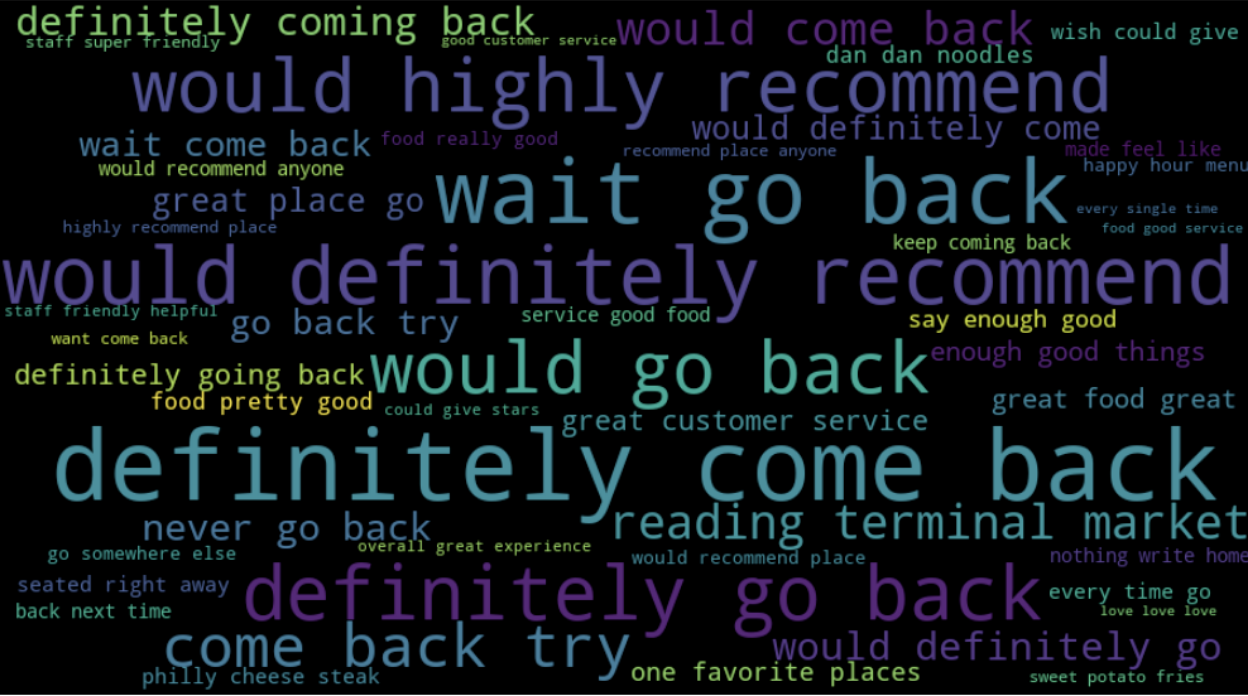 definitely coming back
would come back
wish could give
staff super friendly
good customer service
dan dan noodles
would highly recommend
wait come back
food really good
would definitely come
recommend place anyone
made feel like
would recommend anyone
happy hour menu
great place go
wait go back
every single time
highly recommend place
food good service
keep coming back
would definitely recommend
staff friendly helpful
go back try
service good food
say enough good
want come back
would go back
enough good things
definitely going back
food pretty good
could give stars
great customer service
great food great
definitely come back
never go back
reading terminal market
go somewhere else
overall great experience
would recommend place
nothing write home
seated right away
definitely go back
every time go
back next time
love love love
come back try
would definitely go
philly cheese steak
one favorite places
sweet potato fries